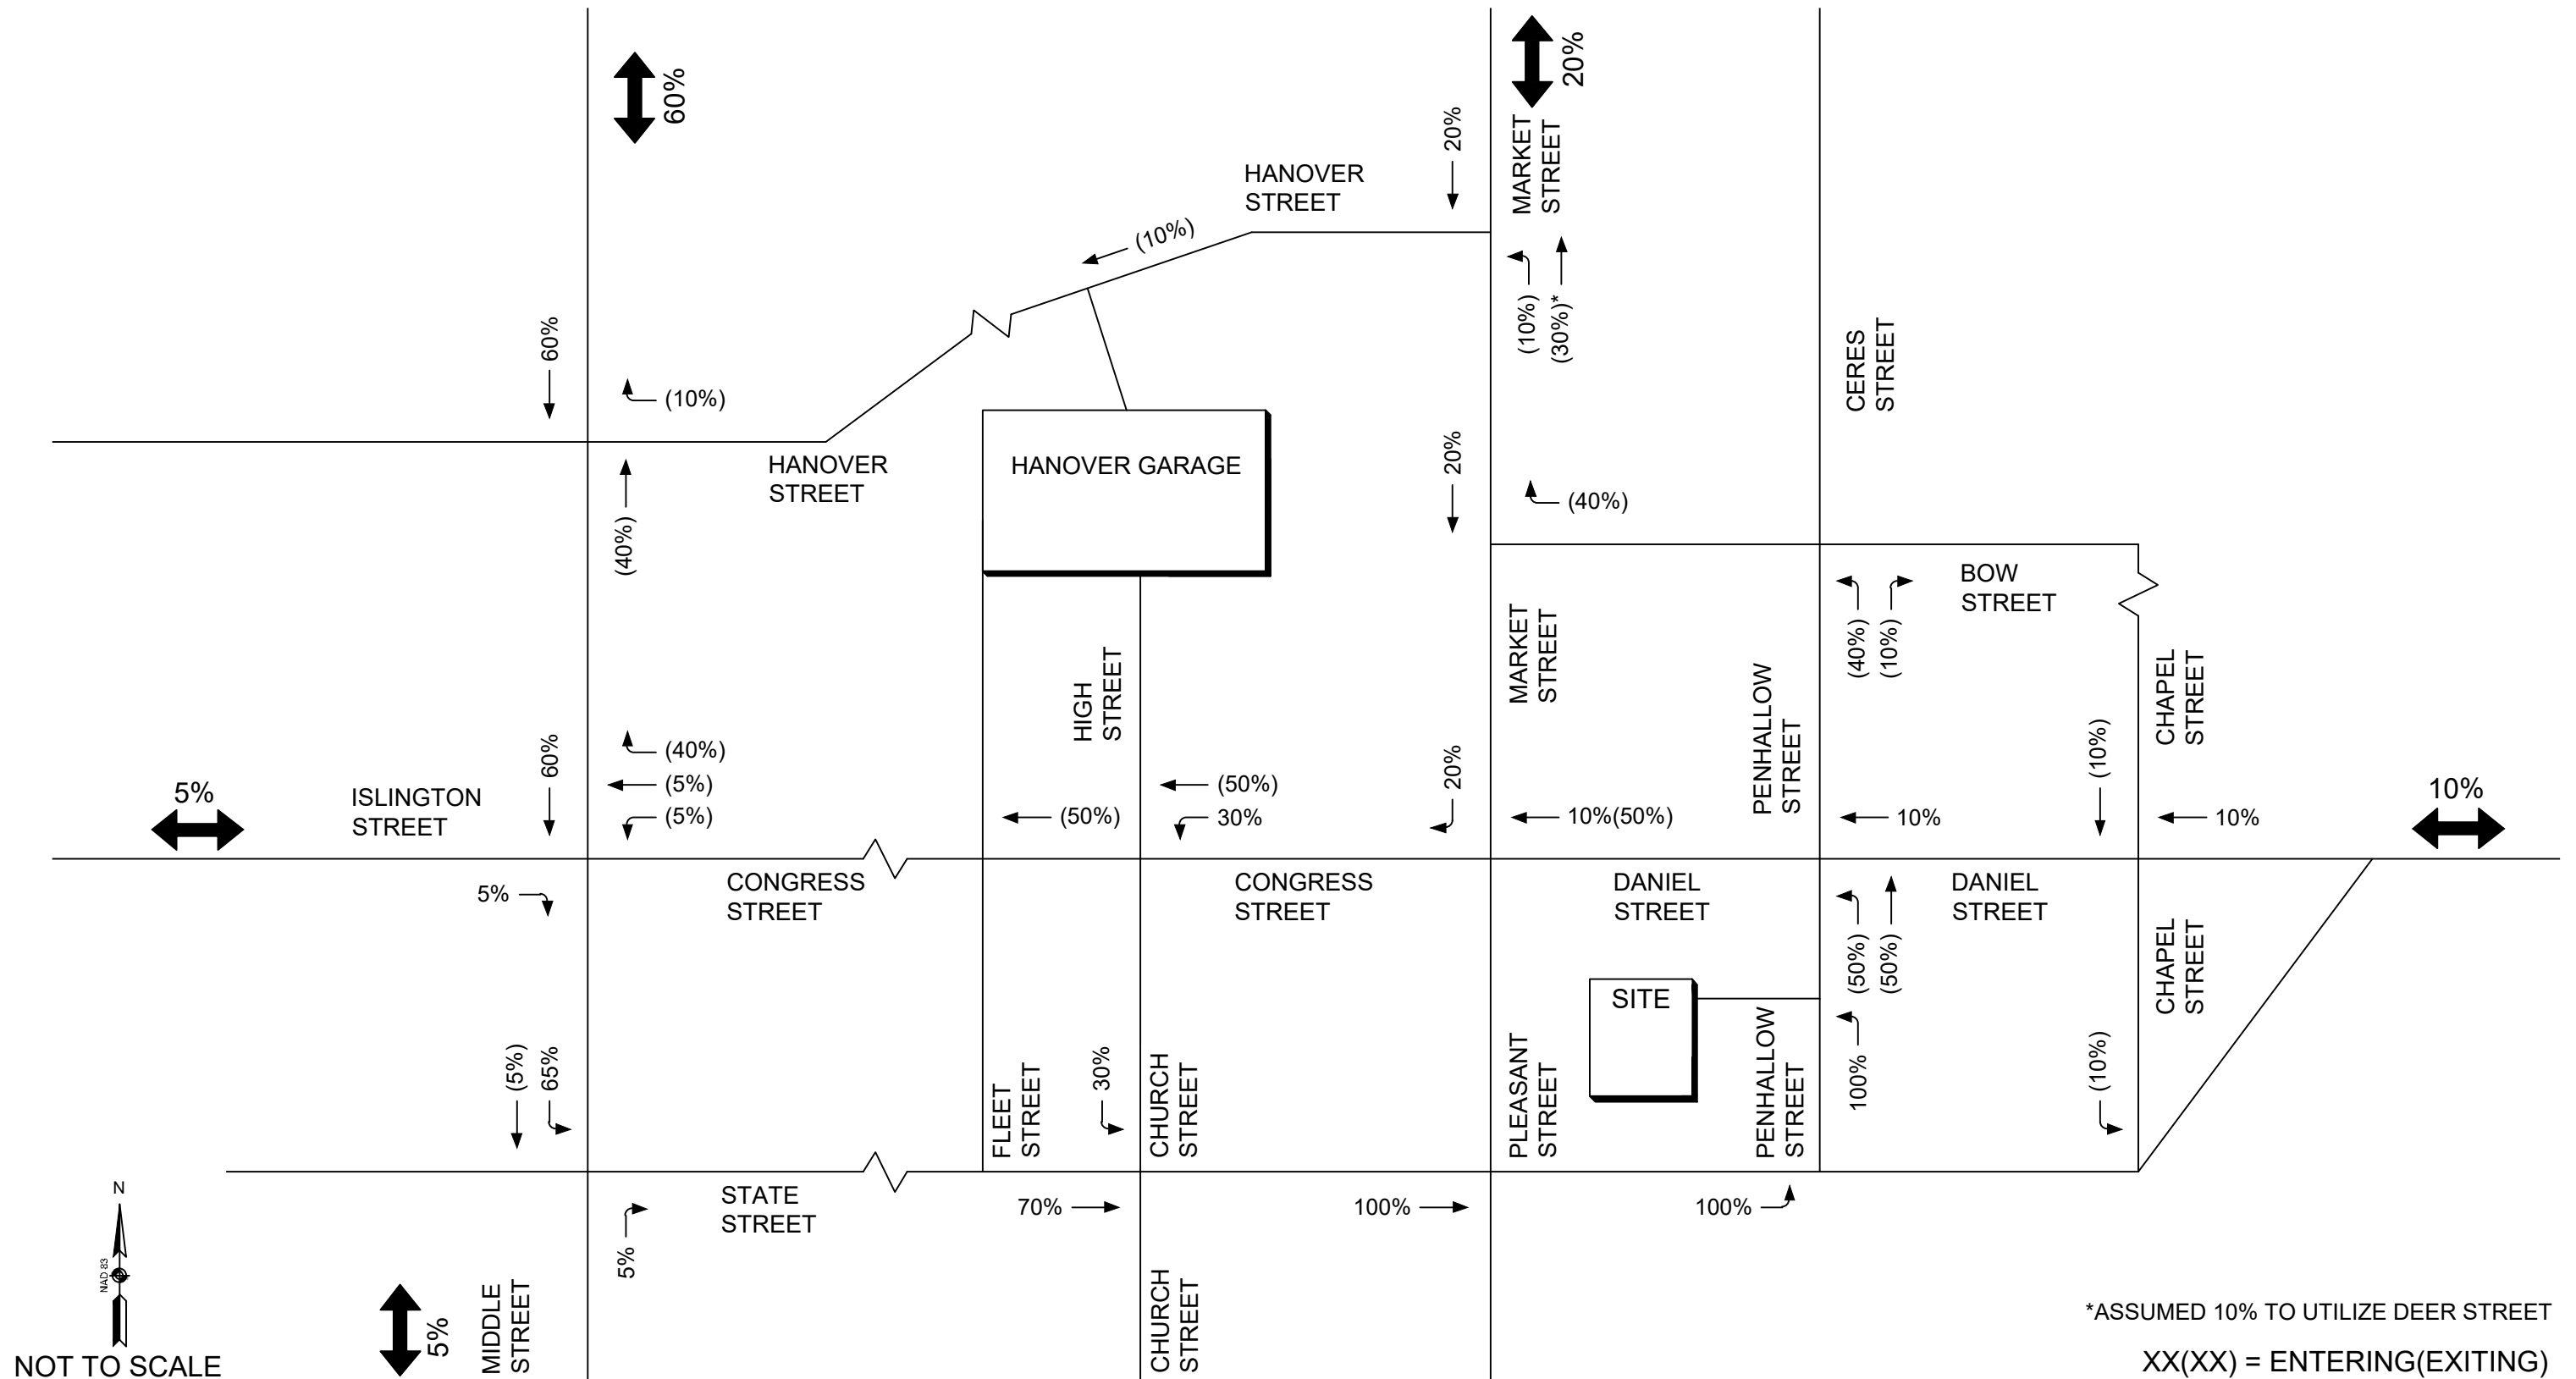 60%
20%
MARKET
STREET
20%
HANOVER
STREET
(10%)
(10%)
(30%)*
60%
(10%)
HANOVER
STREET
(40%)
HANOVER GARAGE
20%
(40%)
CERES
STREET
BOW
STREET
(40%)
(10%)
HIGH
STREET
MARKET
STREET
PENHALLOW
STREET
CHAPEL
STREET
(10%)
5%
ISLINGTON
STREET
60%
(40%)
(5%)
(5%)
(50%)
(50%)
30%
20%
10%(50%)
10%
10%
10%
5%
CONGRESS
STREET
CONGRESS
STREET
DANIEL
STREET
DANIEL
STREET
(50%)
(50%)
CHAPEL
STREET
SITE
100%
(5%)
65%
FLEET
STREET
30%
CHURCH
STREET
PLEASANT
STREET
PENHALLOW
STREET
(10%)
STATE
STREET
5%
70%
100%
100%
N
NAD 83
NOT TO SCALE
5%
MIDDLE
STREET
CHURCH
STREET
*ASSUMED 10% TO UTILIZE DEER STREET
XX(XX) = ENTERING(EXITING)